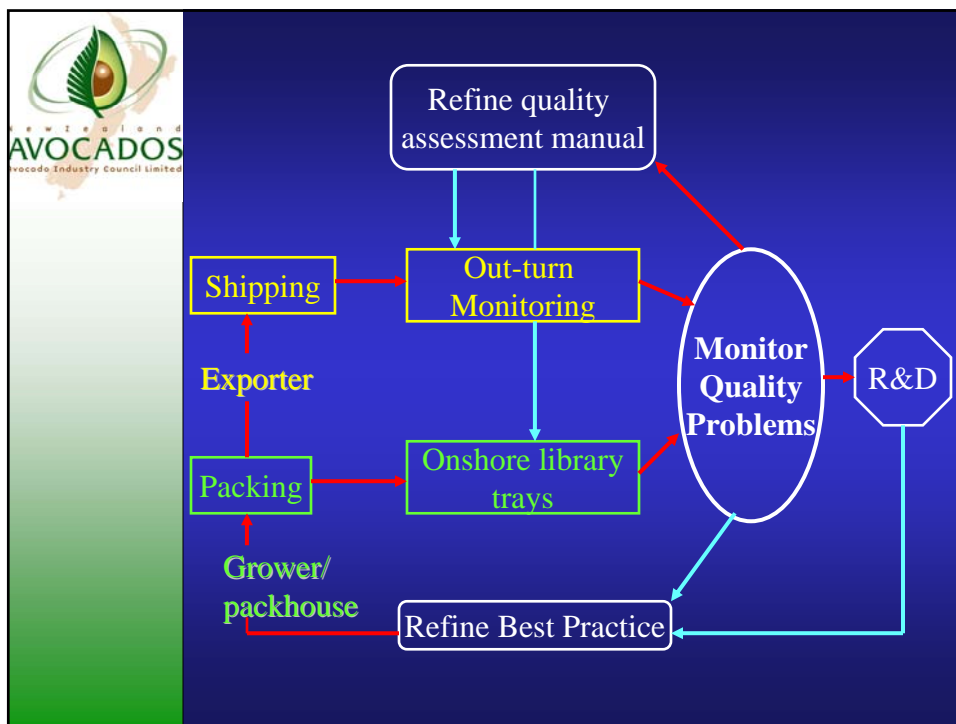 New Zealand
AVOCADOS
Avocado Industry Council Limited
Refine quality
assessment manual
Shipping
Out-turn
Monitoring
Exporter
Monitor
Quality
Problems
R&D
Packing
Onshore library
trays
Grower/
packhouse
Refine Best Practice